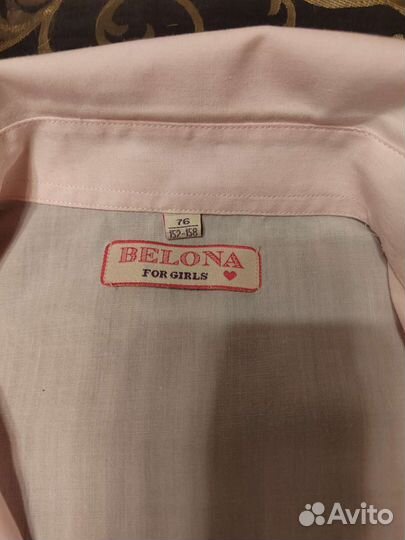 76
152-158
BELONA
FOR GIRLS
Avito